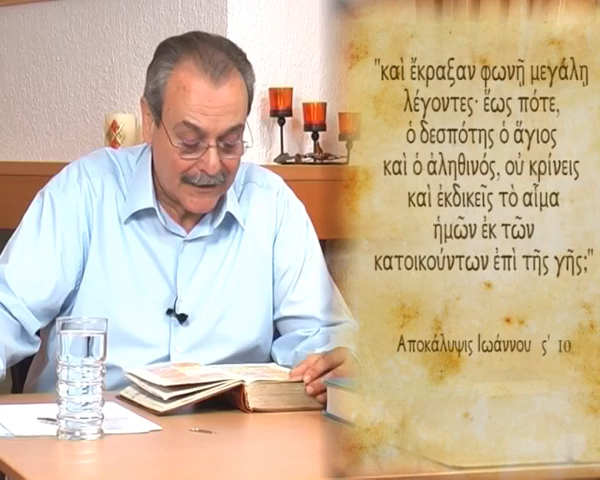 "καὶ ἔκραξαν φωνῇ μεγάλῃ
λέγοντες· ἕως πότε,
ὁ δεσπότης ὁ ἅγιος
καὶ ὁ ἀληθινός, οὐ κρίνεις
καὶ ἐκδικεῖς τὸ αἷμα
ἡμῶν ἐκ τῶν
κατοικούντων ἐπὶ τῆς γῆς;"
Αποκάλυψις Ιωάννου ς' 10